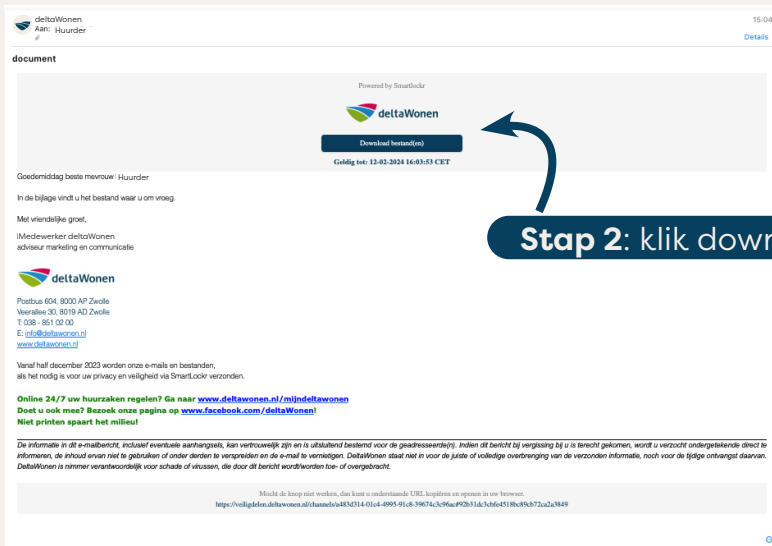 deltaWonen
Aan: Huurder
15:04
Details
document
Powered by Smartlockr
deltaWonen
Download bestand(en)
Geldig tot: 12-02-2024 16:03:53 CET
Goedemiddag beste mevrouw Huurder
In de bijlage vindt u het bestand waar u om vroeg.
Met vriendelijke groet,
Medewerker deltaWonen
adviseur marketing en communicatie
Stap 2: klik down
deltaWonen
Postbus 604, 8000 AP Zwolle
Veerallee 30, 8019 AD Zwolle
T: 038 - 851 02 00
E: info@deltawonen.nl
www.deltawonen.nl
Vanaf half december 2023 worden onze e-mails en bestanden,
als het nodig is voor uw privacy en veiligheid via SmartLockr verzonden.
Online 24/7 uw huurzaken regelen? Ga naar www.deltawonen.nl/mijndeltawonen
Doet u ook mee? Bezoek onze pagina op www.facebook.com/deltaWonen!
Niet printen spaart het milieu!
De informatie in dit e-mailbericht, inclusief eventuele aanhangsels, kan vertrouwelijk zijn en is uitsluitend bestemd voor de geadresseerde(n). Indien dit bericht bij vergissing bij u is terecht gekomen, wordt u verzocht ondergetekende direct te
informeren, de inhoud ervan niet te gebruiken of onder derden te verspreiden en de e-mail te vernietigen. DeltaWonen staat niet in voor de juiste of volledige overbrenging van de verzonden informatie, noch voor de tijdige ontvangst daarvan.
DeltaWonen is nimmer verantwoordelijk voor schade of virussen, die door dit bericht wordt/worden toe- of overgebracht.
Mocht de knop niet werken, dan kunt u onderstaande URL kopiëren en openen in uw browser.
https://veiligdelen.deltawonen.nl/channels/a483d314-01c4-4995-91c8-39674c3c96ac#92b31dc3cbfe4518bc89cb72ca2a3849